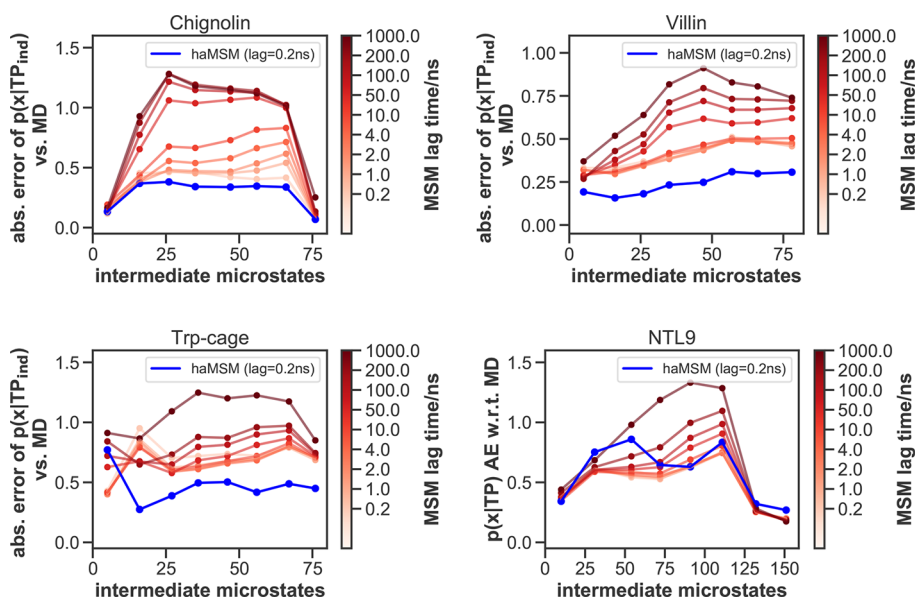 Chignolin
abs. error of p(x|TPind)
vs. MD
1.5
1.0
0.5
0.0
haMSM (lag=0.2ns)
0 25 50 75
intermediate microstates
1000.0
200.0
100.0
50.0
10.0
4.0
2.0
1.0
0.2
MSM lag time/ns
Villin
abs. error of p(x|TPind)
vs. MD
1.00
0.75
0.50
0.25
0.00
haMSM (lag=0.2ns)
0 25 50 75
intermediate microstates
1000.0
200.0
100.0
50.0
10.0
4.0
2.0
1.0
0.2
MSM lag time/ns
Trp-cage
abs. error of p(x|TPind)
vs. MD
1.5
1.0
0.5
0.0
haMSM (lag=0.2ns)
0 25 50 75
intermediate microstates
1000.0
200.0
100.0
50.0
10.0
4.0
2.0
1.0
0.2
MSM lag time/ns
NTL9
p(x|TP) AE w.r.t. MD
1.5
1.0
0.5
0.0
haMSM (lag=0.2ns)
0 25 50 75 100 125 150
intermediate microstates
1000.0
200.0
100.0
50.0
10.0
4.0
2.0
1.0
0.2
MSM lag time/ns